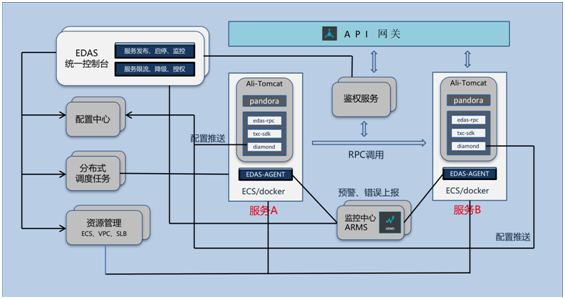 API 网关
EDAS
统一控制台
服务发布、启停、监控
服务限流、降级、授权
Ali-Tomcat
pandora
edas-rpc
txc-sdk
diamond
EDAS-AGENT
ECS/docker
服务A
鉴权服务
Ali-Tomcat
pandora
edas-rpc
txc-sdk
diamond
EDAS-AGENT
ECS/docker
服务B
配置中心
配置推送
RPC调用
分布式
调度任务
预警、错误上报
资源管理
ECS、VPC、SLB
监控中心
ARMS
配置推送